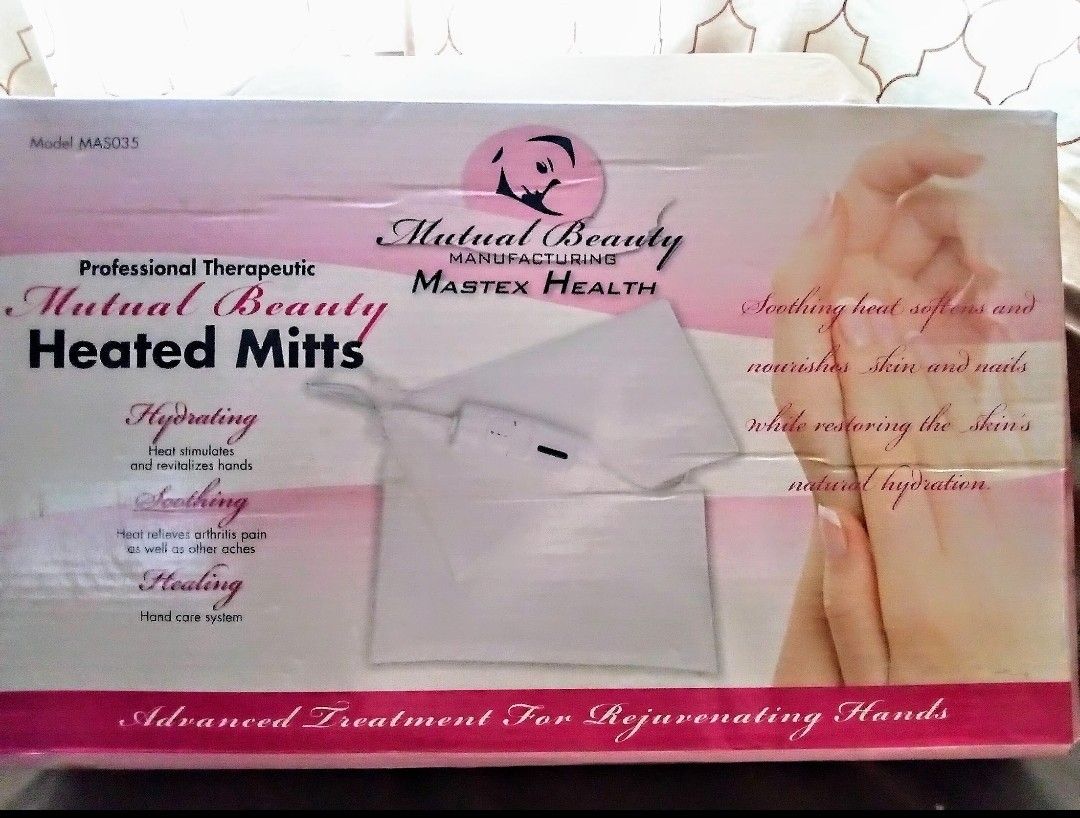 Model MAS035
Mutual Beauty
MANUFACTURING
MASTEX HEALTH
Professional Therapeutic
Mutual Beauty
Heated Mitts
Hydrating
Heat stimulates
and revitalizes hands
Soothing
Heat relieves arthritis pain
as well as other aches
Healing
Hand care system
Soothing heat softens and
nourishes skin and nails
while restoring the skin's
natural hydration.
Advanced Treatment For Rejuvenating Hands